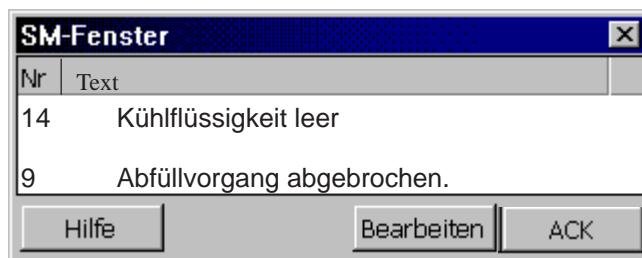 SM-Fenster
Nr Text
14 Kühlflüssigkeit leer
9 Abfüllvorgang abgebrochen.
Hilfe Bearbeiten ACK